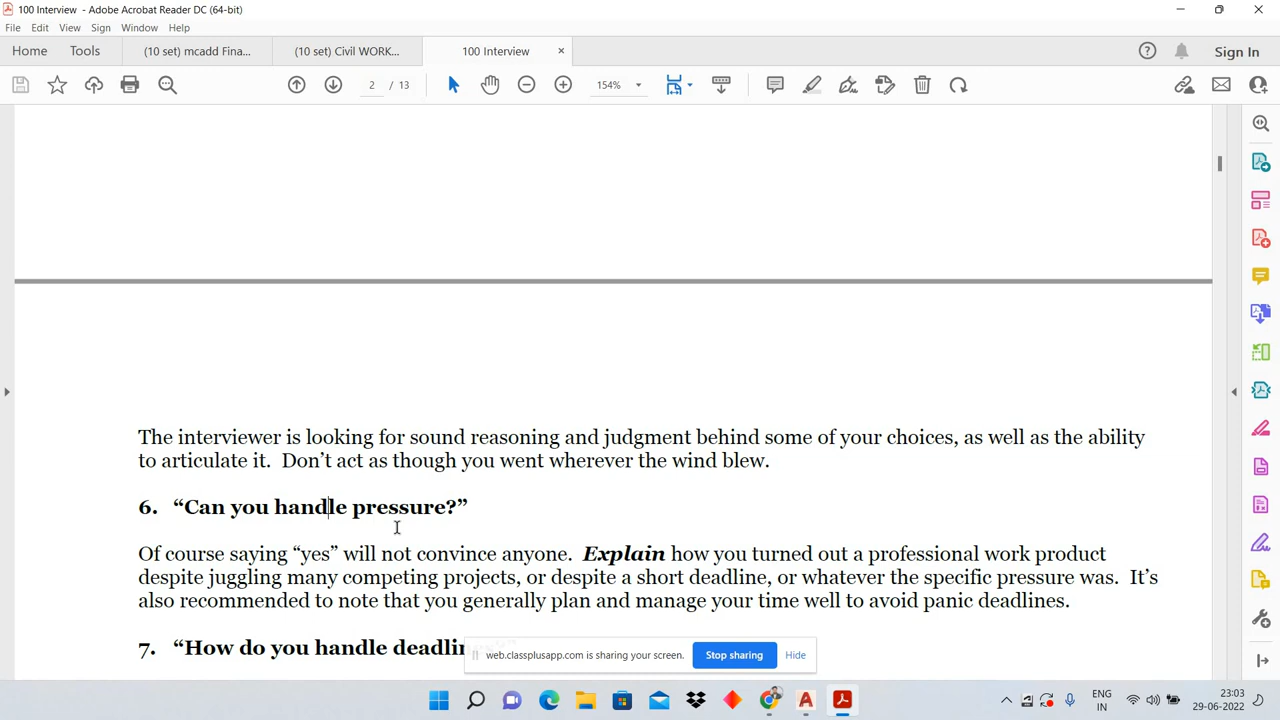 100 Interview - Adobe Acrobat Reader DC (64-bit)
File Edit View Sign Window Help
Home Tools (10 set) mcadd Fina... (10 set) Civil WORK... 100 Interview Sign In
2 / 13 154%
The interviewer is looking for sound reasoning and judgment behind some of your choices, as well as the ability
to articulate it. Don't act as though you went wherever the wind blew.
6. “Can you handle pressure?”
Of course saying “yes” will not convince anyone. Explain how you turned out a professional work product
despite juggling many competing projects, or despite a short deadline, or whatever the specific pressure was. It's
also recommended to note that you generally plan and manage your time well to avoid panic deadlines.
7. “How do you handle
web.classplusapp.com is sharing your screen. Stop sharing Hide
ENG 23:03
IN 29-06-2022